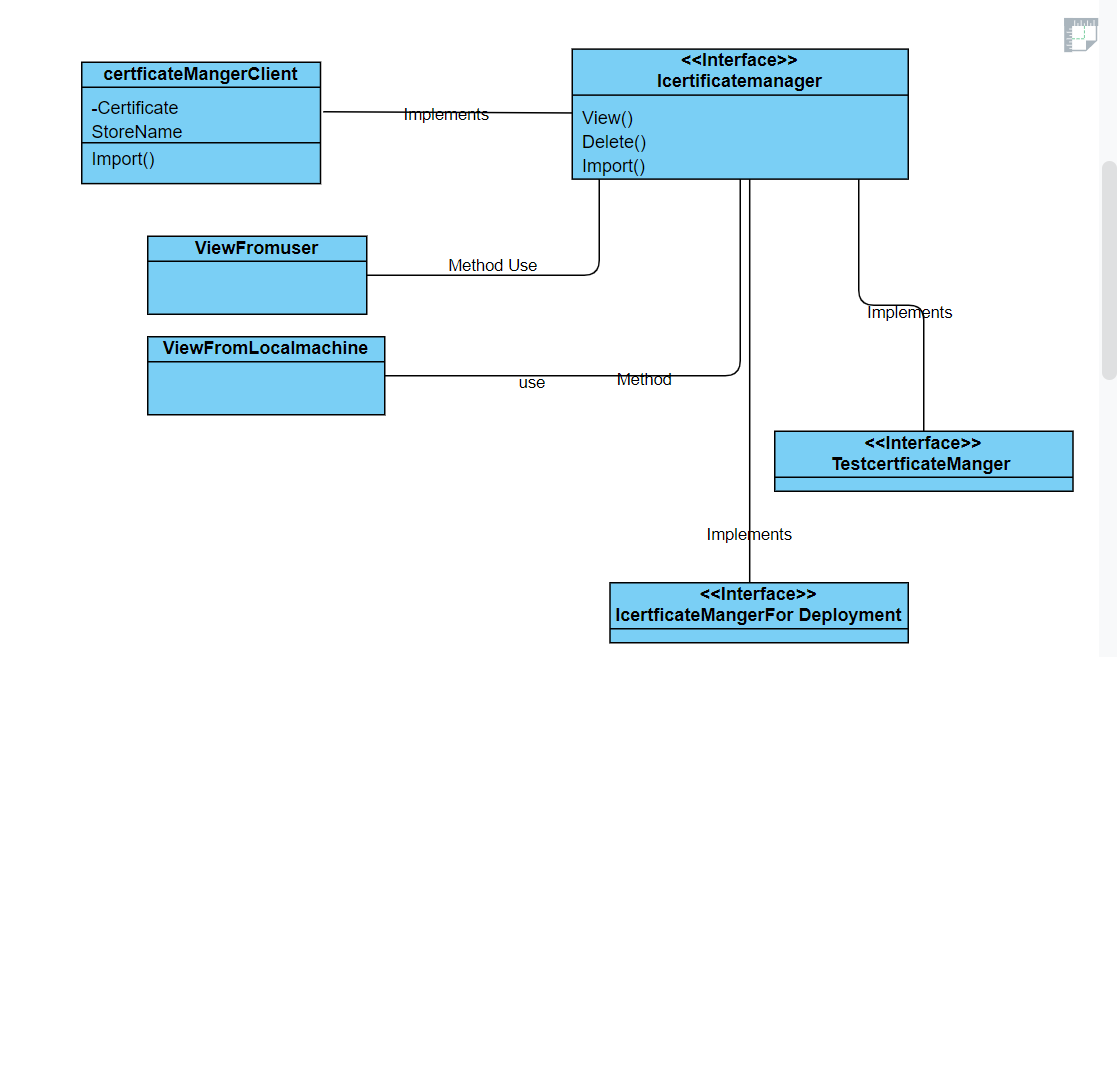 certficateMangerClient
-Certificate
StoreName
Import()
Implements
<<Interface>>
Icertificatemanager
View()
Delete()
Import()
ViewFromuser
Method Use
ViewFromLocalmachine
use
Method
Implements
<<Interface>>
TestcertficateManger
Implements
<<Interface>>
IcertficateMangerFor Deployment